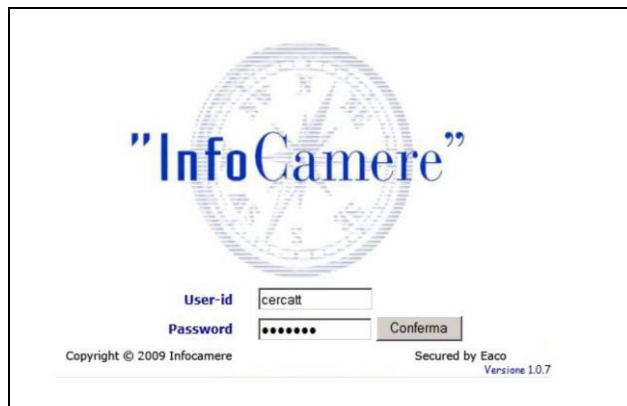 "InfoCamere"
User-id cercatt
Password ●●●●●●● Conferma
Copyright © 2009 Infocamere Secured by Eaco
Versione 1.0.7